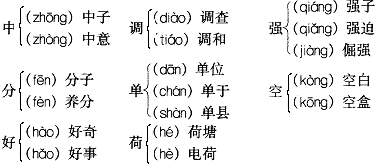 中 (zhōng) 中子 (zhòng) 中意
调 (diào) 调查 (tiáo) 调和
强 (qiáng) 强子 (qiǎng) 强迫 (jiàng) 倔强
分 (fēn) 分子 (fèn) 养分
单 (dān) 单位 (chán) 单于 (shàn) 单县
空 (kòng) 空白 (kōng) 空盒
好 (hào) 好奇 (hǎo) 好事
荷 (hé) 荷塘 (hè) 电荷